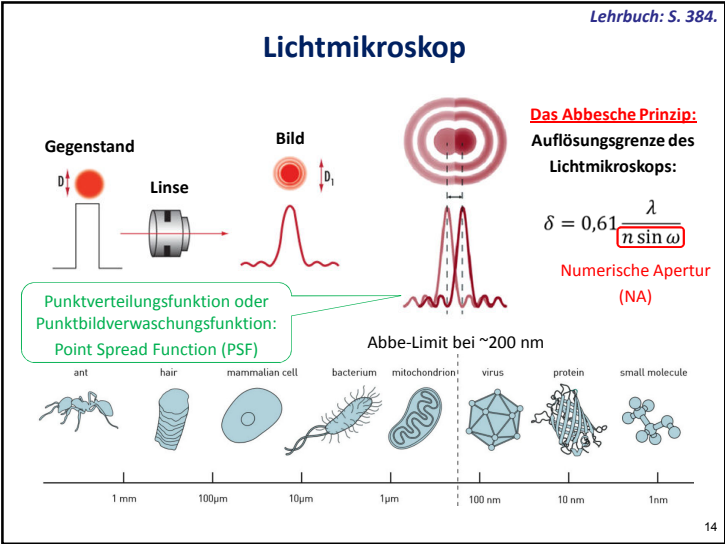 Lehrbuch: S. 384.
Lichtmikroskop
Gegenstand
D
Linse
Bild
D₁
Das Abbesche Prinzip:
Auflösungsgrenze des
Lichtmikroskops:
δ = 0,61 λ / (n sin ω)
Numerische Apertur
(NA)
Punktverteilungsfunktion oder
Punktbildverwaschungsfunktion:
Point Spread Function (PSF)
Abbe-Limit bei ~200 nm
ant hair mammalian cell bacterium mitochondrion virus protein small molecule
1 mm 100µm 10µm 1µm 100 nm 10 nm 1nm
14